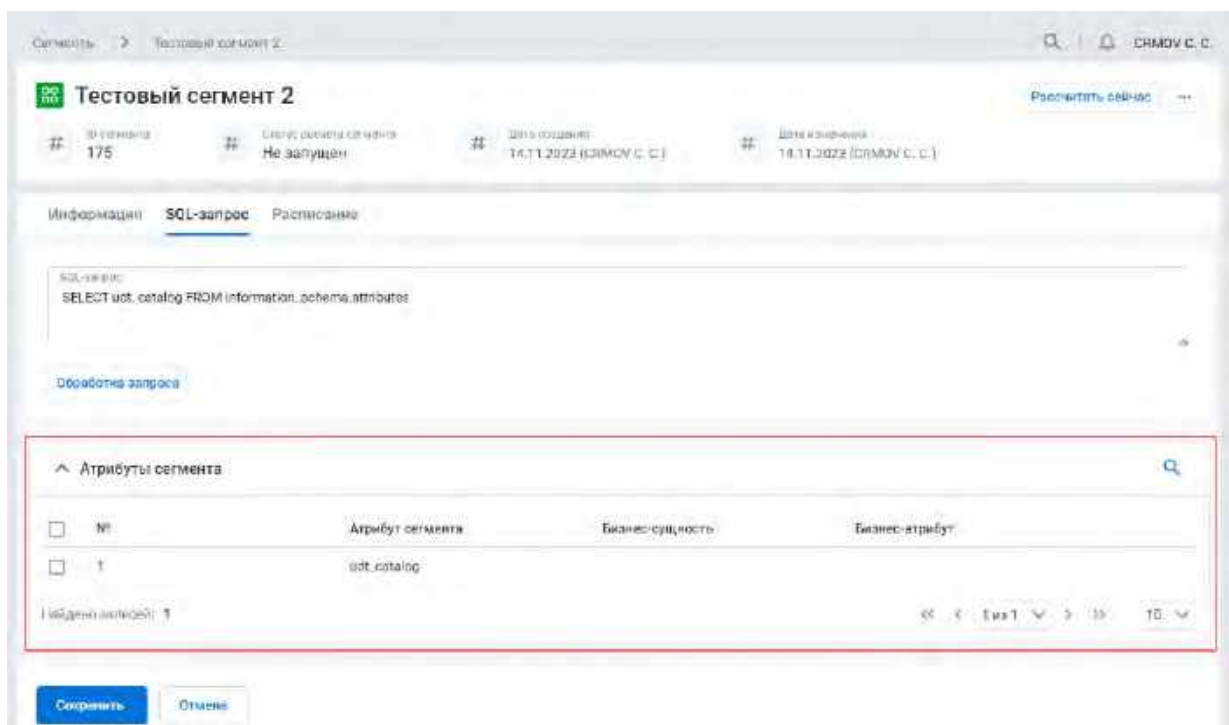 Сегменты > Тестовый сегмент 2 CRMOV C. C.
Тестовый сегмент 2 Рассчитать сейчас ...
# ID сегмента # Статус расчета сегмента # Дата создания # Дата изменения
175 Не запущен 14.11.2023 (CRMOV C. C.) 14.11.2023 (CRMOV C. C.)
Информация SQL-запрос Расписание
SQL-запрос
SELECT udt_catalog FROM information_schema.attributes
Обработка запроса
Атрибуты сегмента
№ Атрибут сегмента Бизнес-сущность Бизнес-атрибут
1 udt_catalog
Найдено записей: 1 << < 1 из 1 > >> 10
Сохранить Отмена